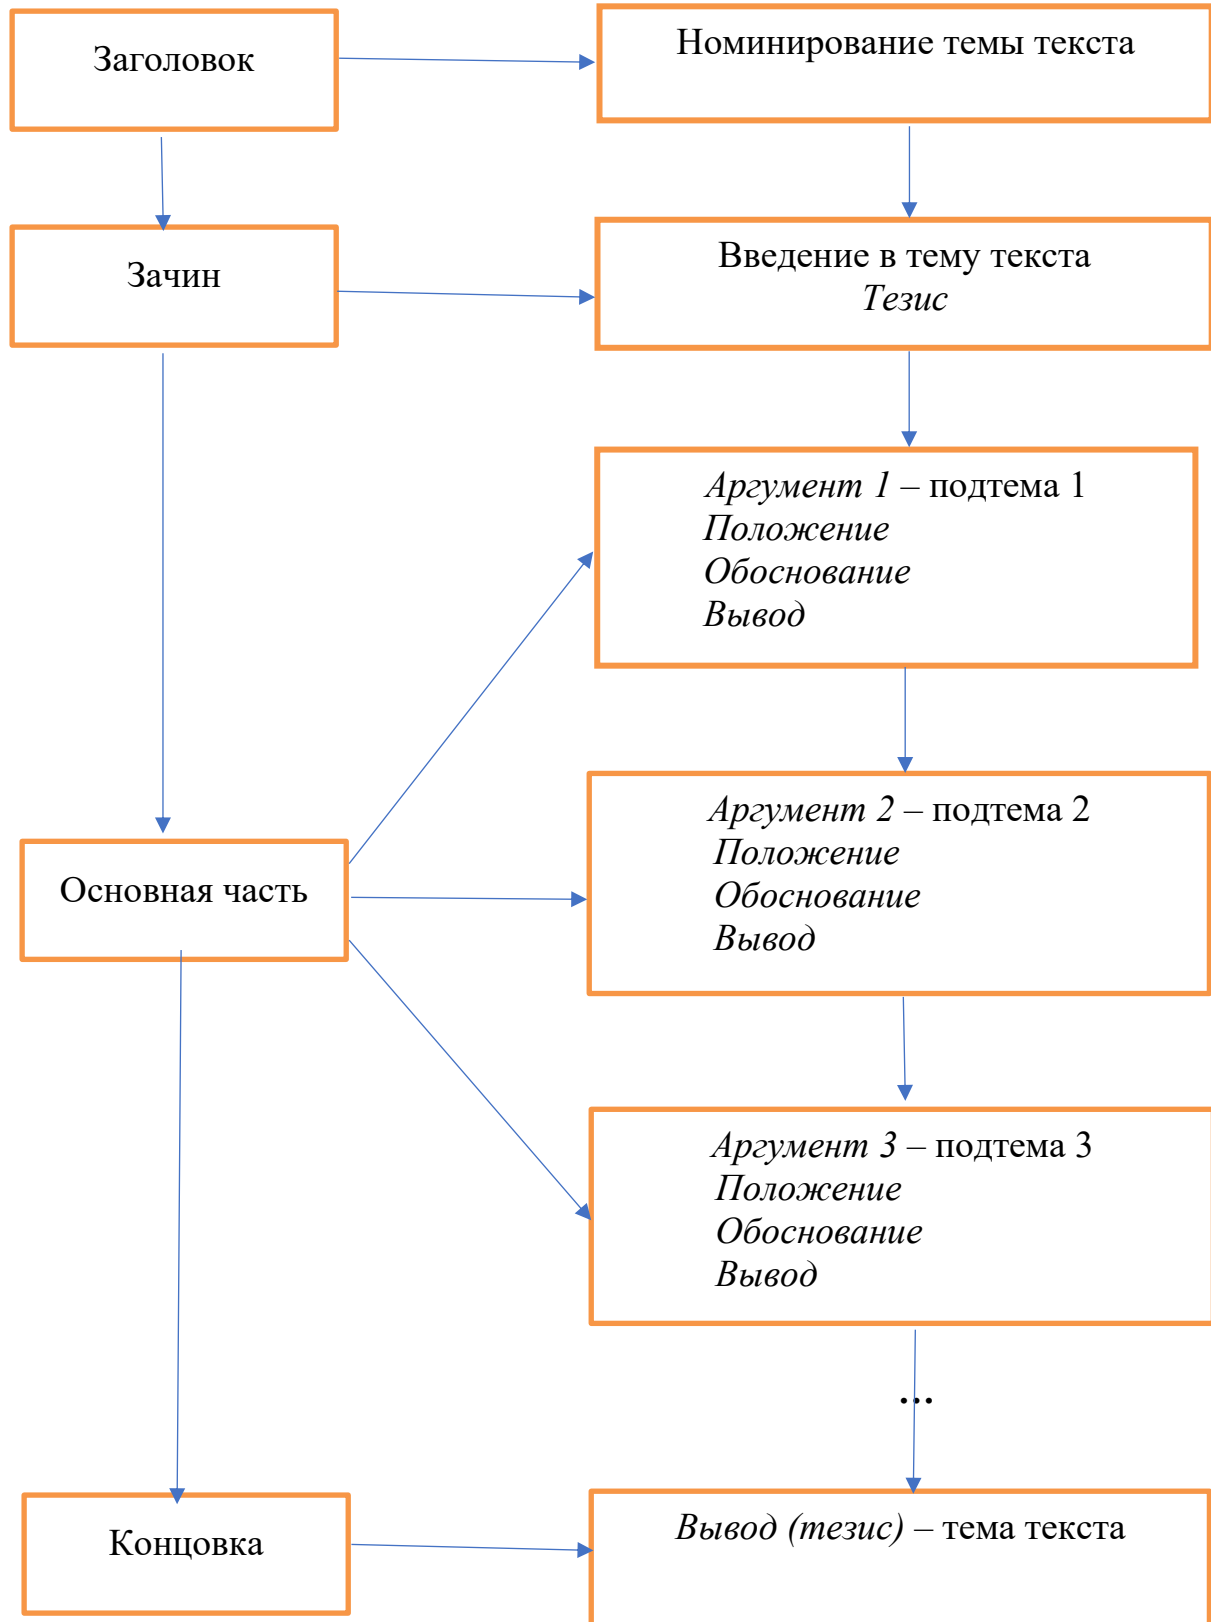 Заголовок
Номинирование темы текста
Зачин
Введение в тему текста
Тезис
Аргумент 1 – подтема 1
Положение
Обоснование
Вывод
Основная часть
Аргумент 2 – подтема 2
Положение
Обоснование
Вывод
Аргумент 3 – подтема 3
Положение
Обоснование
Вывод
...
Концовка
Вывод (тезис) – тема текста